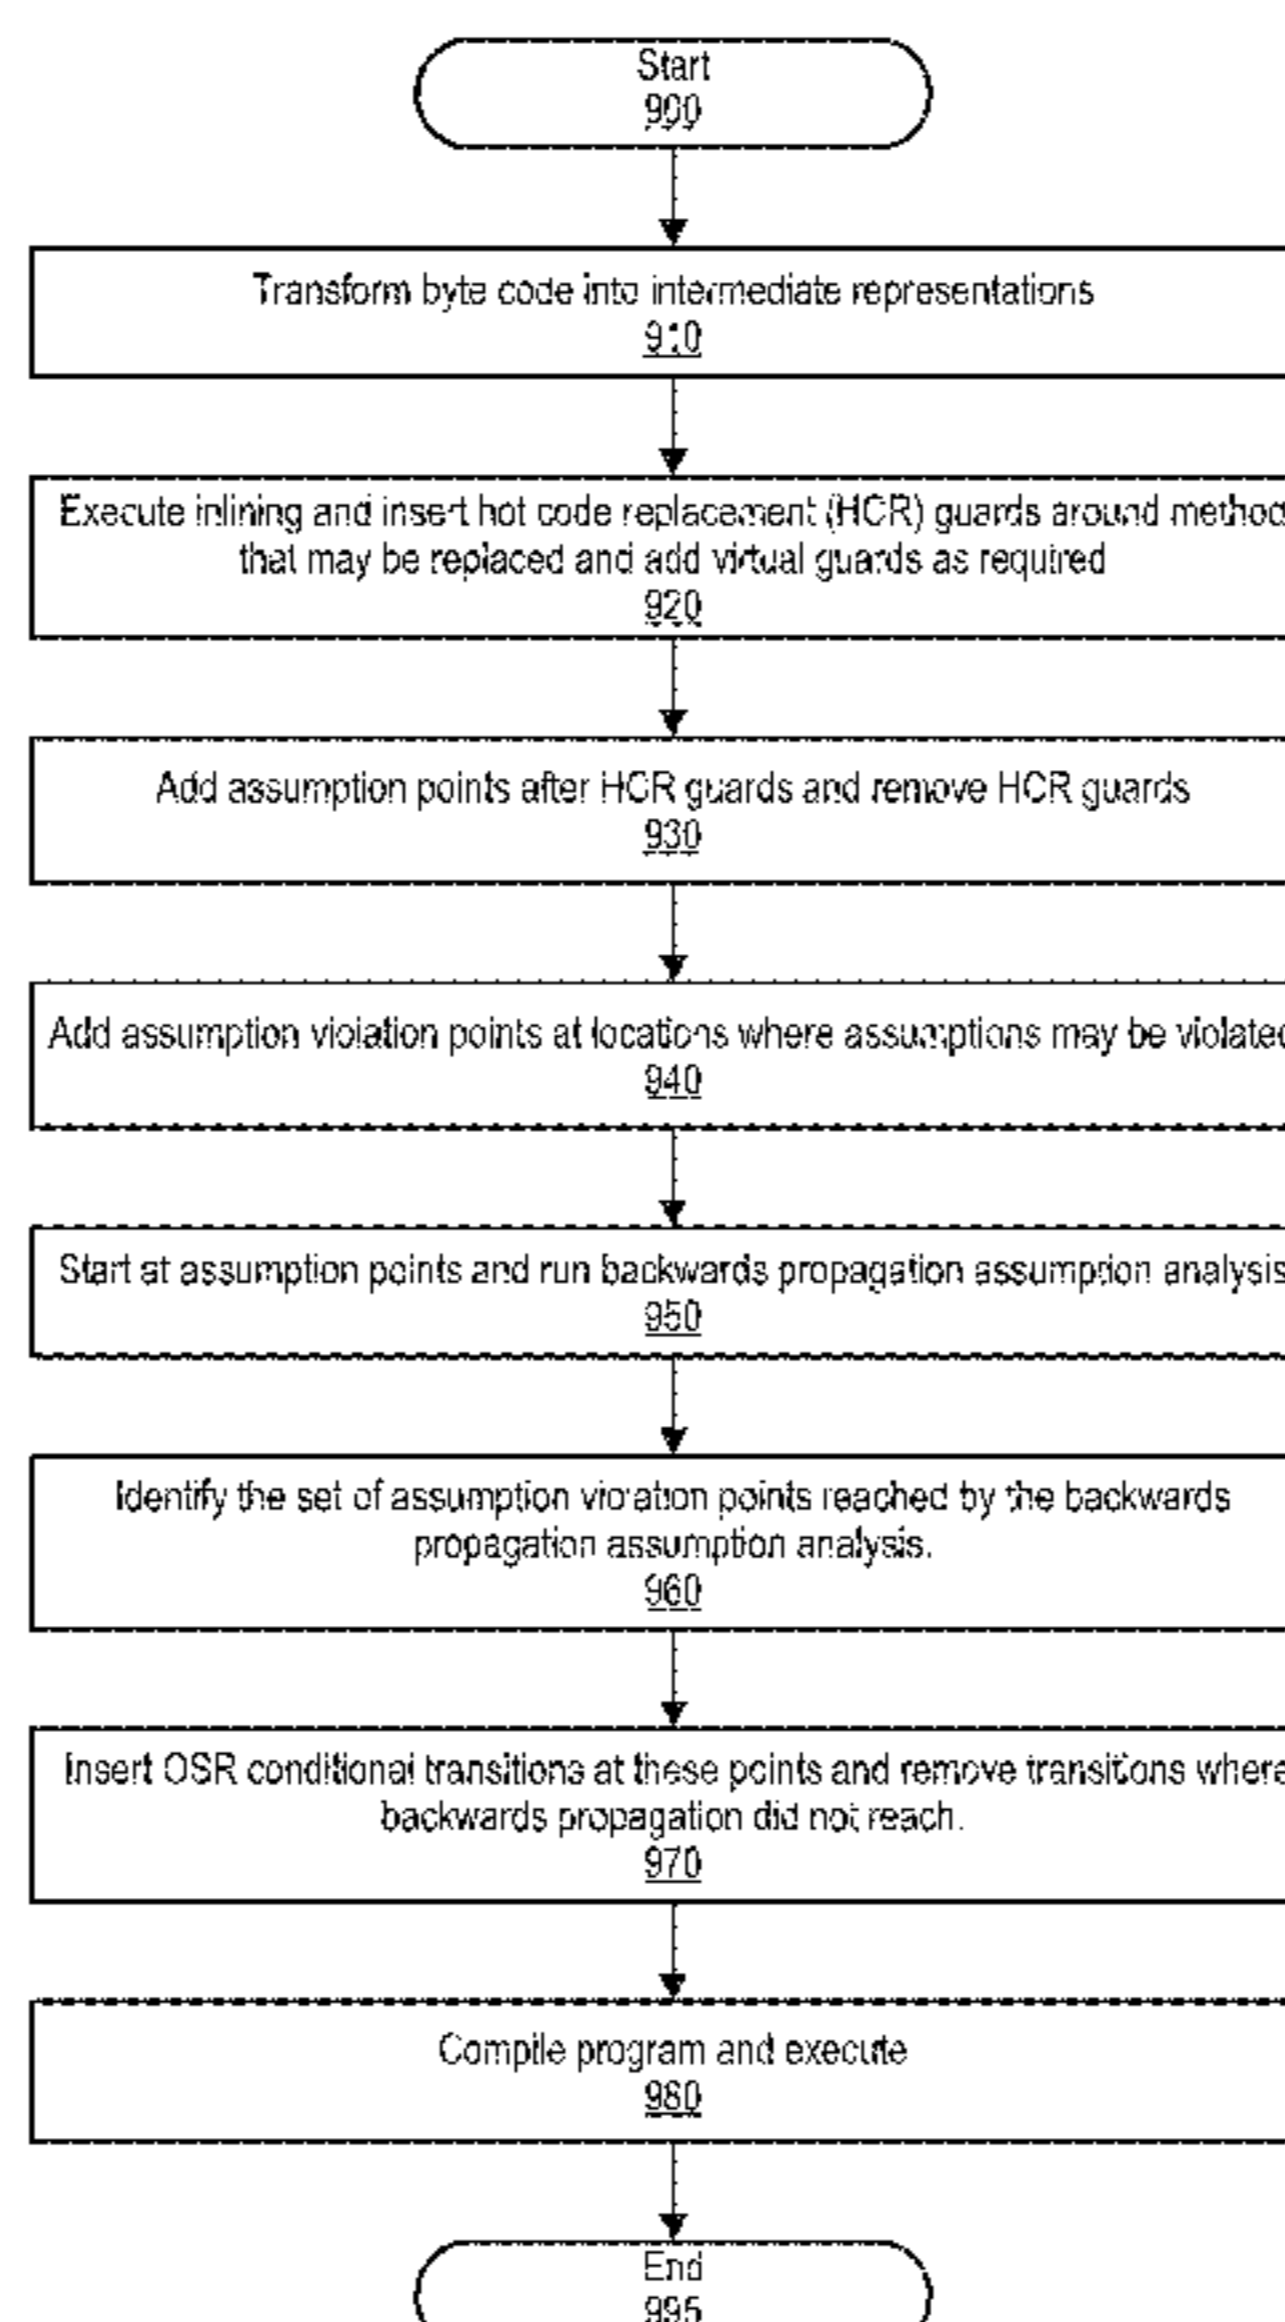 Start
900
Transform byte code into intermediate representations
910
Execute inlining and insert hot code replacement (HCR) guards around method
that may be replaced and add virtual guards as required
920
Add assumption points after HCR guards and remove HCR guards
930
Add assumption violation points at locations where assumptions may be violated
940
Start at assumption points and run backwards propagation assumption analysis
950
Identify the set of assumption violation points reached by the backwards
propagation assumption analysis.
960
Insert OSR conditional transitions at these points and remove transitions where
backwards propagation did not reach.
970
Compile program and execute
980
End
995